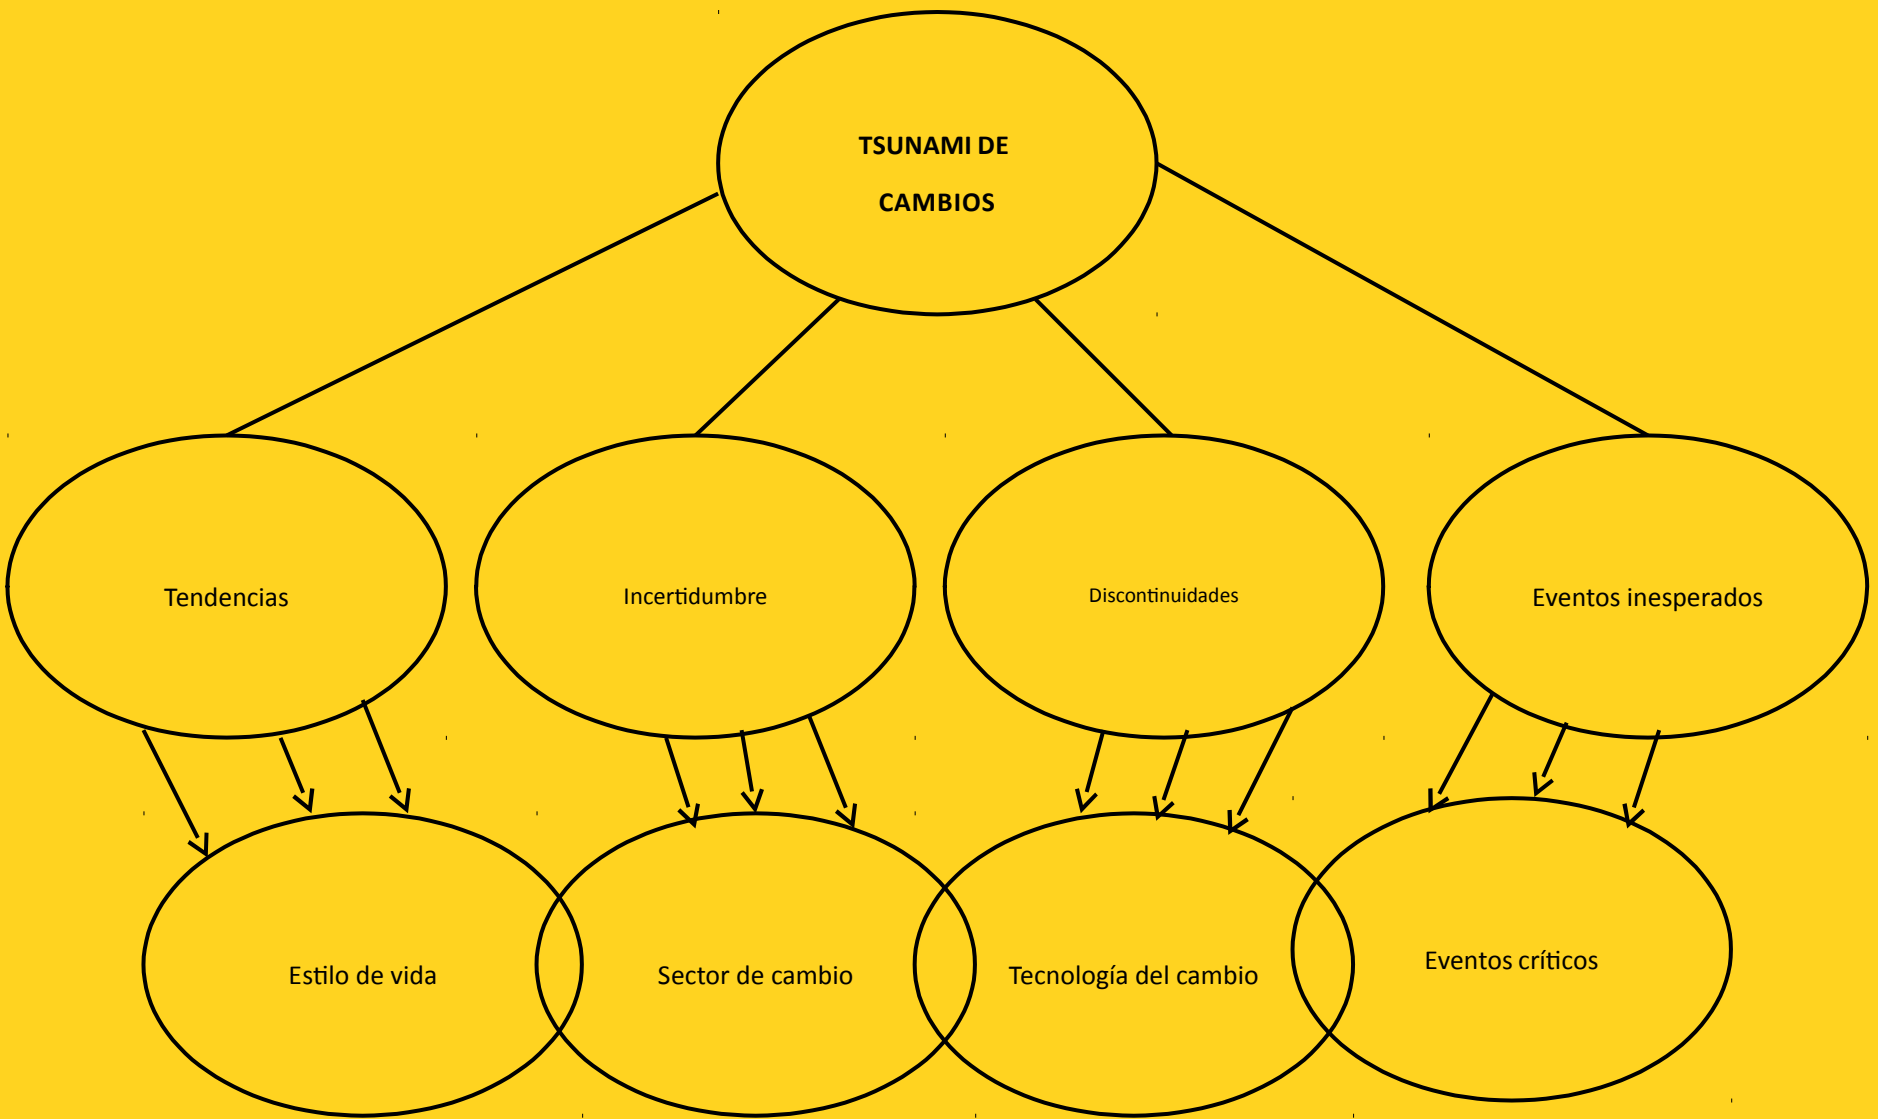 TSUNAMI DE
CAMBIOS
Tendencias
Incertidumbre
Discontinuidades
Eventos inesperados
Estilo de vida
Sector de cambio
Tecnología del cambio
Eventos críticos